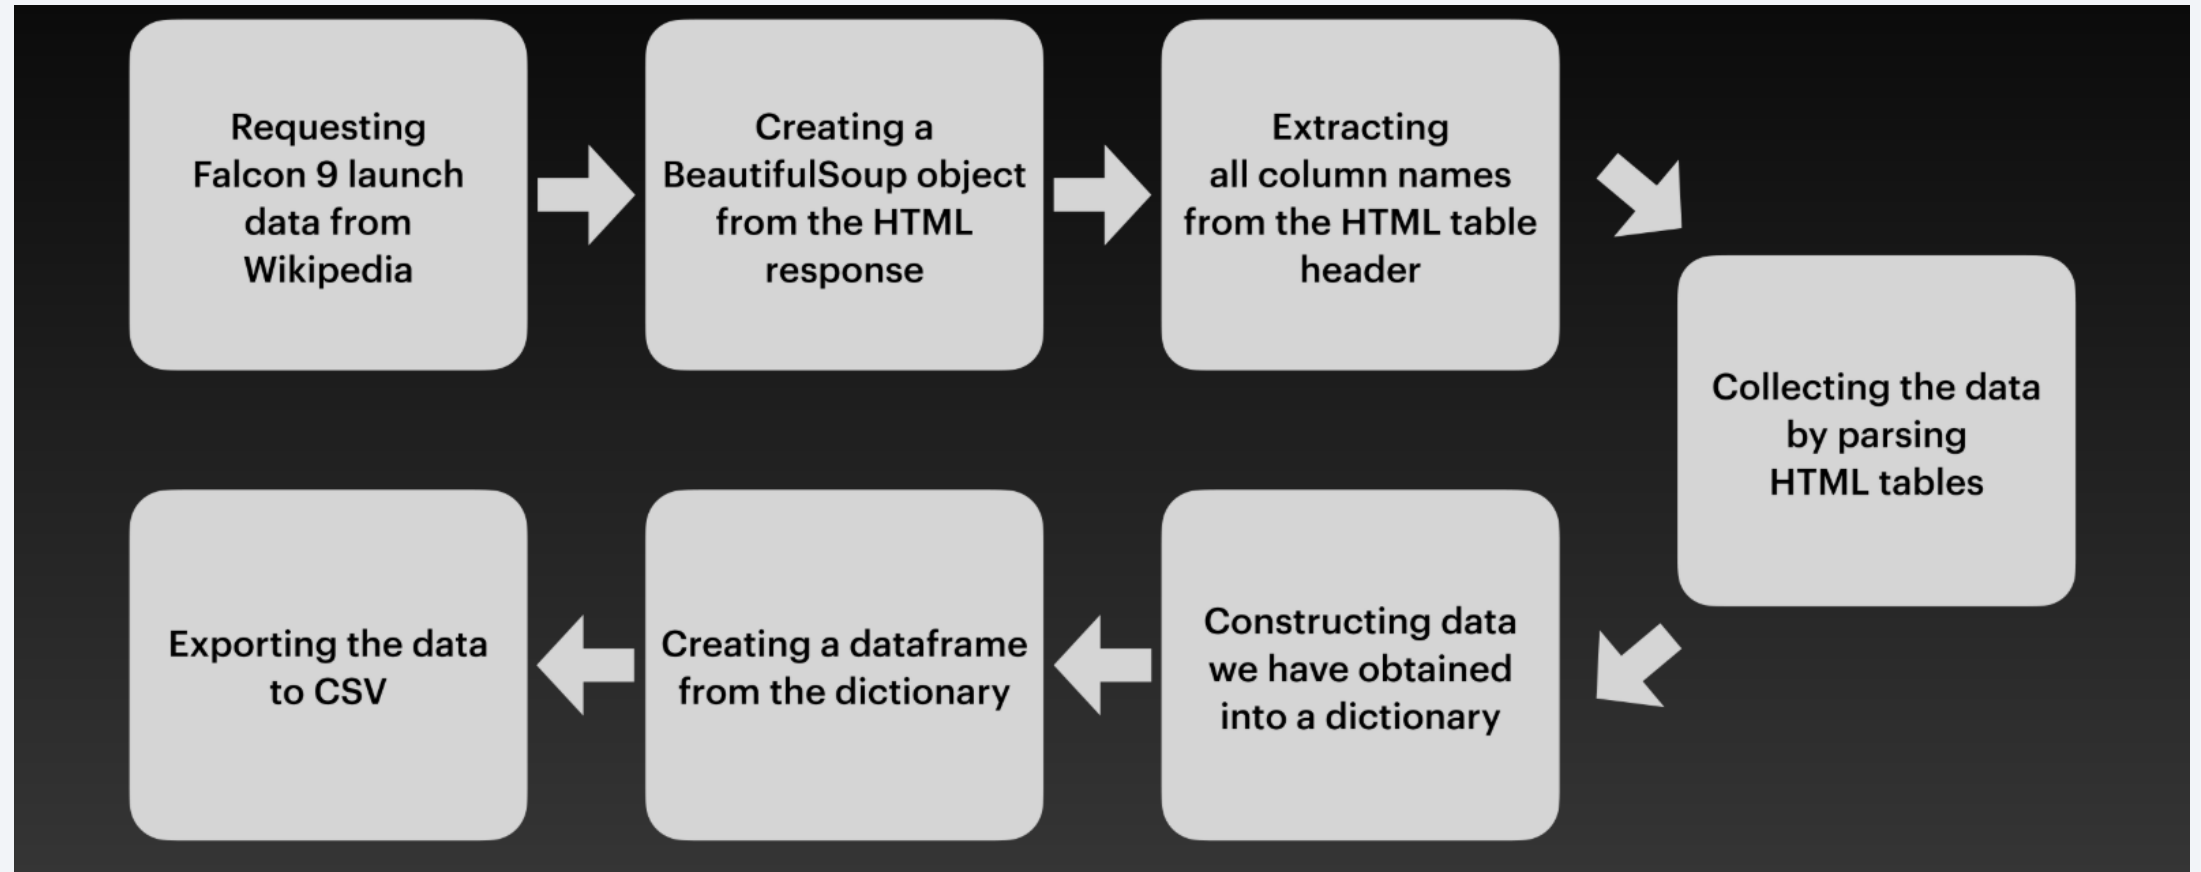 Requesting
Falcon 9 launch
data from
Wikipedia
Creating a
BeautifulSoup object
from the HTML
response
Extracting
all column names
from the HTML table
header
Collecting the data
by parsing
HTML tables
Constructing data
we have obtained
into a dictionary
Creating a dataframe
from the dictionary
Exporting the data
to CSV